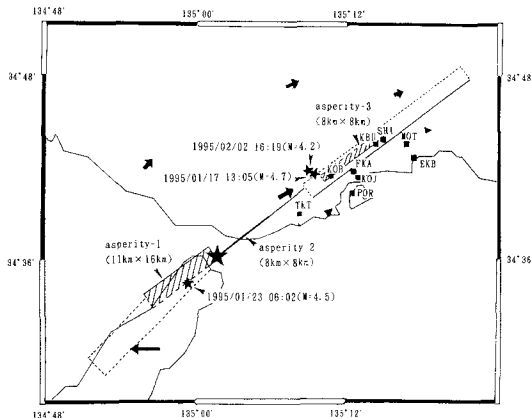 134°48' 135°00' 135°12'
34°48' 34°48'
asperity-3
(8km×8km)
SHI
KBU MOT
1995/02/02 16:19(M=4.2)
EKB
KOB FKA
1995/01/17 13:05(M=4.7)
KOJ
POR
TKT
asperity-1
(11km×16km)
asperity 2
(8km×8km)
34°36' 34°36'
1995/01/23 06:02(M=4.5)
134°48' 135°00' 135°12'